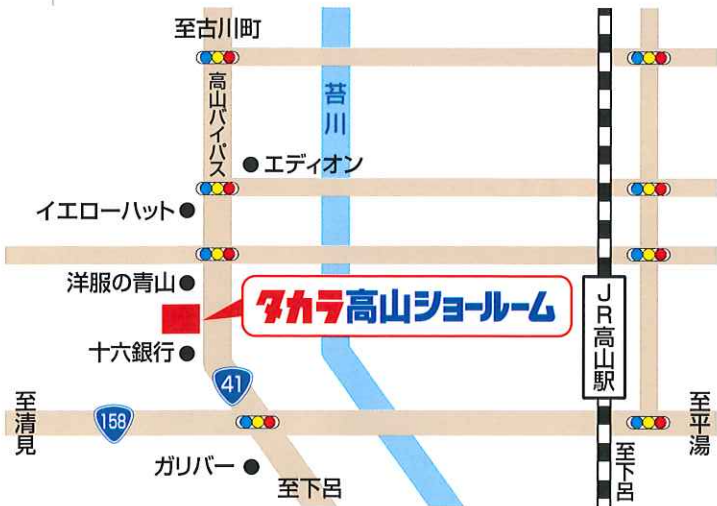 至古川町
高山バイパス
苔川
エディオン
イエローハット
洋服の青山
タカラ高山ショールーム
JR高山駅
十六銀行
41
至清見
158
至平湯
ガリバー
至下呂
至下呂